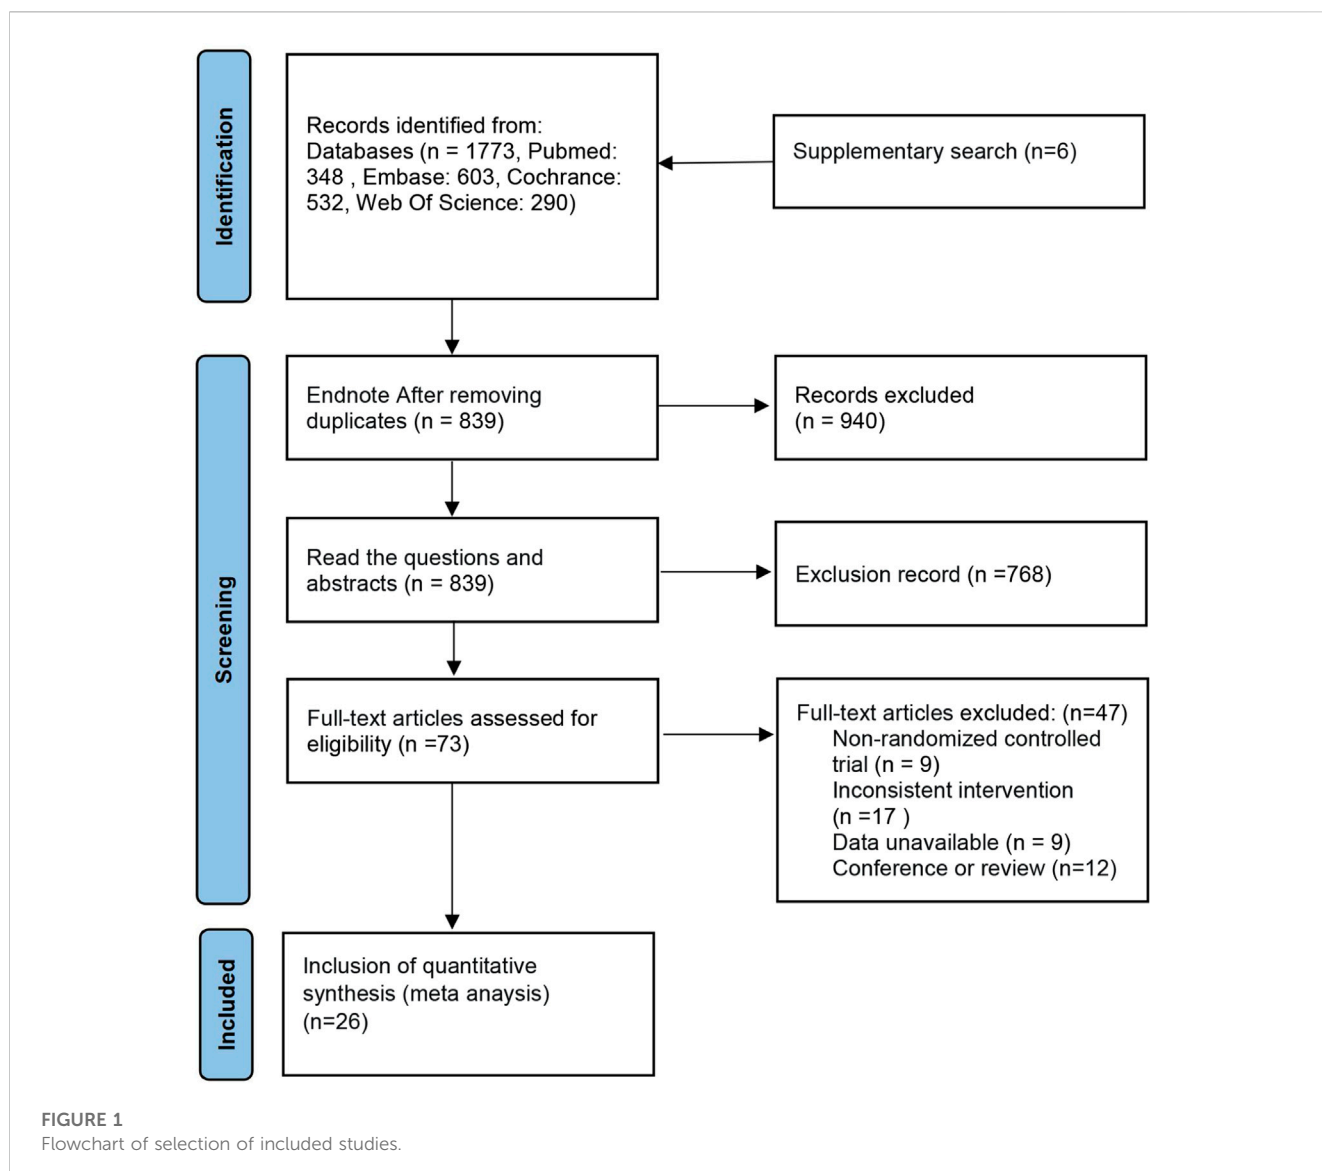 Identification
Records identified from:
Databases (n = 1773, Pubmed:
348 , Embase: 603, Cochrance:
532, Web Of Science: 290)
Supplementary search (n=6)
Screening
Endnote After removing
duplicates (n = 839)
Records excluded
(n = 940)
Read the questions and
abstracts (n = 839)
Exclusion record (n =768)
Full-text articles assessed for
eligibility (n =73)
Full-text articles excluded: (n=47)
Non-randomized controlled
trial (n = 9)
Inconsistent intervention
(n =17 )
Data unavailable (n = 9)
Conference or review (n=12)
Included
Inclusion of quantitative
synthesis (meta anaysis)
(n=26)
FIGURE 1
Flowchart of selection of included studies.